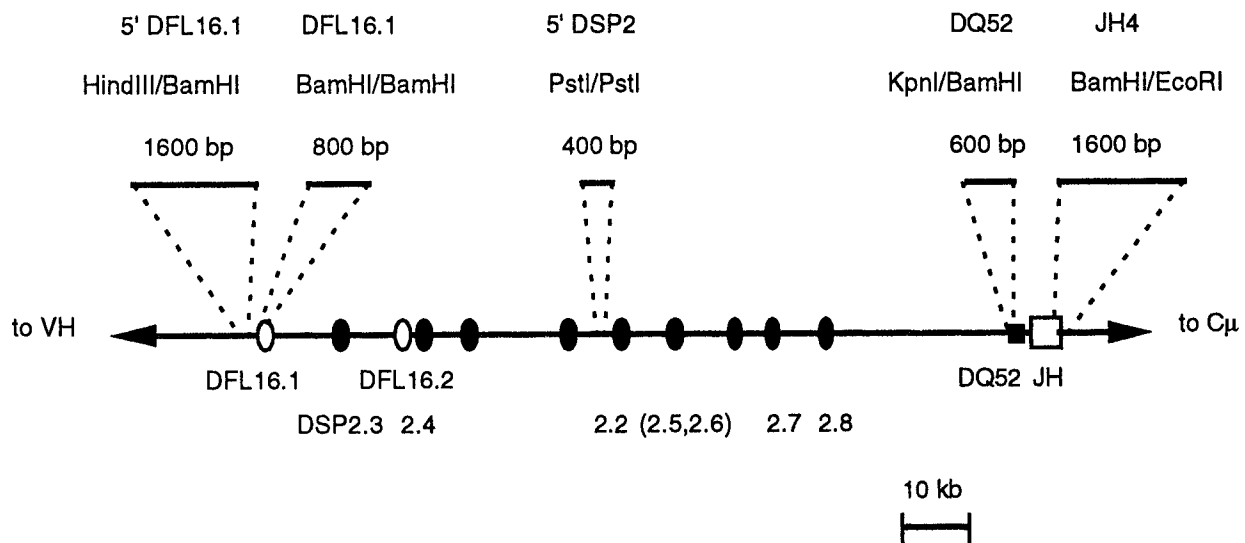 5' DFL16.1 DFL16.1 5' DSP2 DQ52 JH4
HindIII/BamHI BamHI/BamHI PstI/PstI KpnI/BamHI BamHI/EcoRI
1600 bp 800 bp 400 bp 600 bp 1600 bp
to VH to Cμ
DFL16.1 DFL16.2 DQ52 JH
DSP2.3 2.4 2.2 (2.5,2.6) 2.7 2.8
10 kb